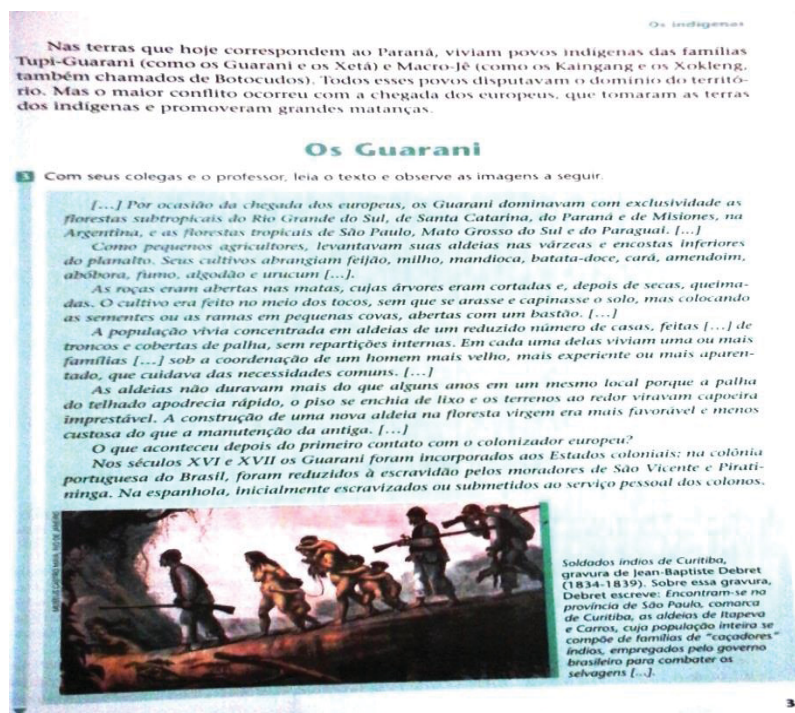 Os indígenas
Nas terras que hoje correspondem ao Paraná, viviam povos indígenas das famílias
Tupi-Guarani (como os Guarani e os Xetá) e Macro-Jê (como os Kaingang e os Xokleng,
também chamados de Botocudos). Todos esses povos disputavam o domínio do territó-
rio. Mas o maior conflito ocorreu com a chegada dos europeus, que tomaram as terras
dos indígenas e promoveram grandes matanças.
Os Guarani
3 Com seus colegas e o professor, leia o texto e observe as imagens a seguir.
[...] Por ocasião da chegada dos europeus, os Guarani dominavam com exclusividade as
florestas subtropicais do Rio Grande do Sul, de Santa Catarina, do Paraná e de Misiones, na
Argentina, e as florestas tropicais de São Paulo, Mato Grosso do Sul e do Paraguai. [...]
Como pequenos agricultores, levantavam suas aldeias nas várzeas e encostas inferiores
do planalto. Seus cultivos abrangiam feijão, milho, mandioca, batata-doce, cará, amendoim,
abóbora, fumo, algodão e urucum [...].
As roças eram abertas nas matas, cujas árvores eram cortadas e, depois de secas, queima-
das. O cultivo era feito no meio dos tocos, sem que se arasse e capinasse o solo, mas colocando
as sementes ou as ramas em pequenas covas, abertas com um bastão. [...]
A população vivia concentrada em aldeias de um reduzido número de casas, feitas [...] de
troncos e cobertas de palha, sem repartições internas. Em cada uma delas viviam uma ou mais
famílias [...] sob a coordenação de um homem mais velho, mais experiente ou mais aparen-
tado, que cuidava das necessidades comuns. [...]
As aldeias não duravam mais do que alguns anos em um mesmo local porque a palha
do telhado apodrecia rápido, o piso se enchia de lixo e os terrenos ao redor viravam capoeira
imprestável. A construção de uma nova aldeia na floresta virgem era mais favorável e menos
custosa do que a manutenção da antiga. [...]
O que aconteceu depois do primeiro contato com o colonizador europeu?
Nos séculos XVI e XVII os Guarani foram incorporados aos Estados coloniais: na colônia
portuguesa do Brasil, foram reduzidos à escravidão pelos moradores de São Vicente e Pirati-
ninga. Na espanhola, inicialmente escravizados ou submetidos ao serviço pessoal dos colonos.
Soldados índios de Curitiba,
gravura de Jean-Baptiste Debret
(1834-1839). Sobre essa gravura,
Debret escreve: Encontram-se na
província de São Paulo, comarca
de Curitiba, as aldeias de Itapeva
e Carros, cuja população inteira se
compõe de famílias de "caçadores"
índios, empregados pelo governo
brasileiro para combater os
selvagens [...].
3